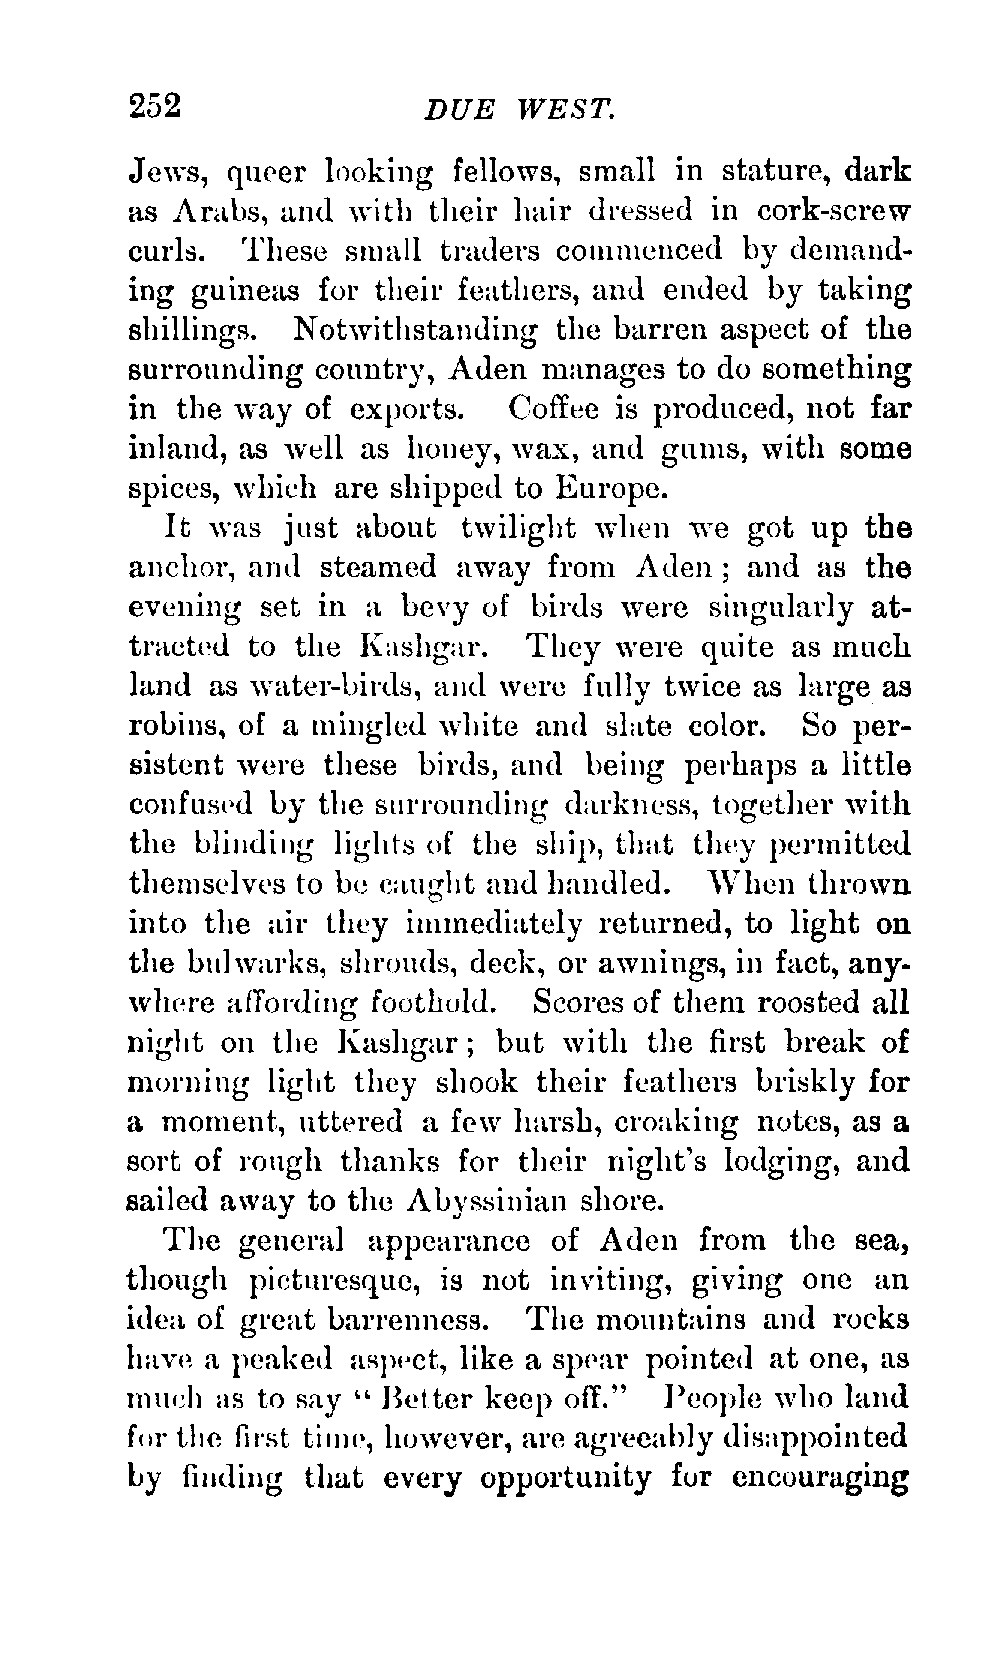 252 DUE WEST.
Jews, queer looking fellows, small in stature, dark
as Arabs, and with their hair dressed in cork-screw
curls. These small traders commenced by demand-
ing guineas for their feathers, and ended by taking
shillings. Notwithstanding the barren aspect of the
surrounding country, Aden manages to do something
in the way of exports. Coffee is produced, not far
inland, as well as honey, wax, and gums, with some
spices, which are shipped to Europe.
It was just about twilight when we got up the
anchor, and steamed away from Aden; and as the
evening set in a bevy of birds were singularly at-
tracted to the Kashgar. They were quite as much
land as water-birds, and were fully twice as large as
robins, of a mingled white and slate color. So per-
sistent were these birds, and being perhaps a little
confused by the surrounding darkness, together with
the blinding lights of the ship, that they permitted
themselves to be caught and handled. When thrown
into the air they immediately returned, to light on
the bulwarks, shrouds, deck, or awnings, in fact, any-
where affording foothold. Scores of them roosted all
night on the Kashgar; but with the first break of
morning light they shook their feathers briskly for
a moment, uttered a few harsh, croaking notes, as a
sort of rough thanks for their night's lodging, and
sailed away to the Abyssinian shore.
The general appearance of Aden from the sea,
though picturesque, is not inviting, giving one an
idea of great barrenness. The mountains and rocks
have a peaked aspect, like a spear pointed at one, as
much as to say "Better keep off." People who land
for the first time, however, are agreeably disappointed
by finding that every opportunity for encouraging